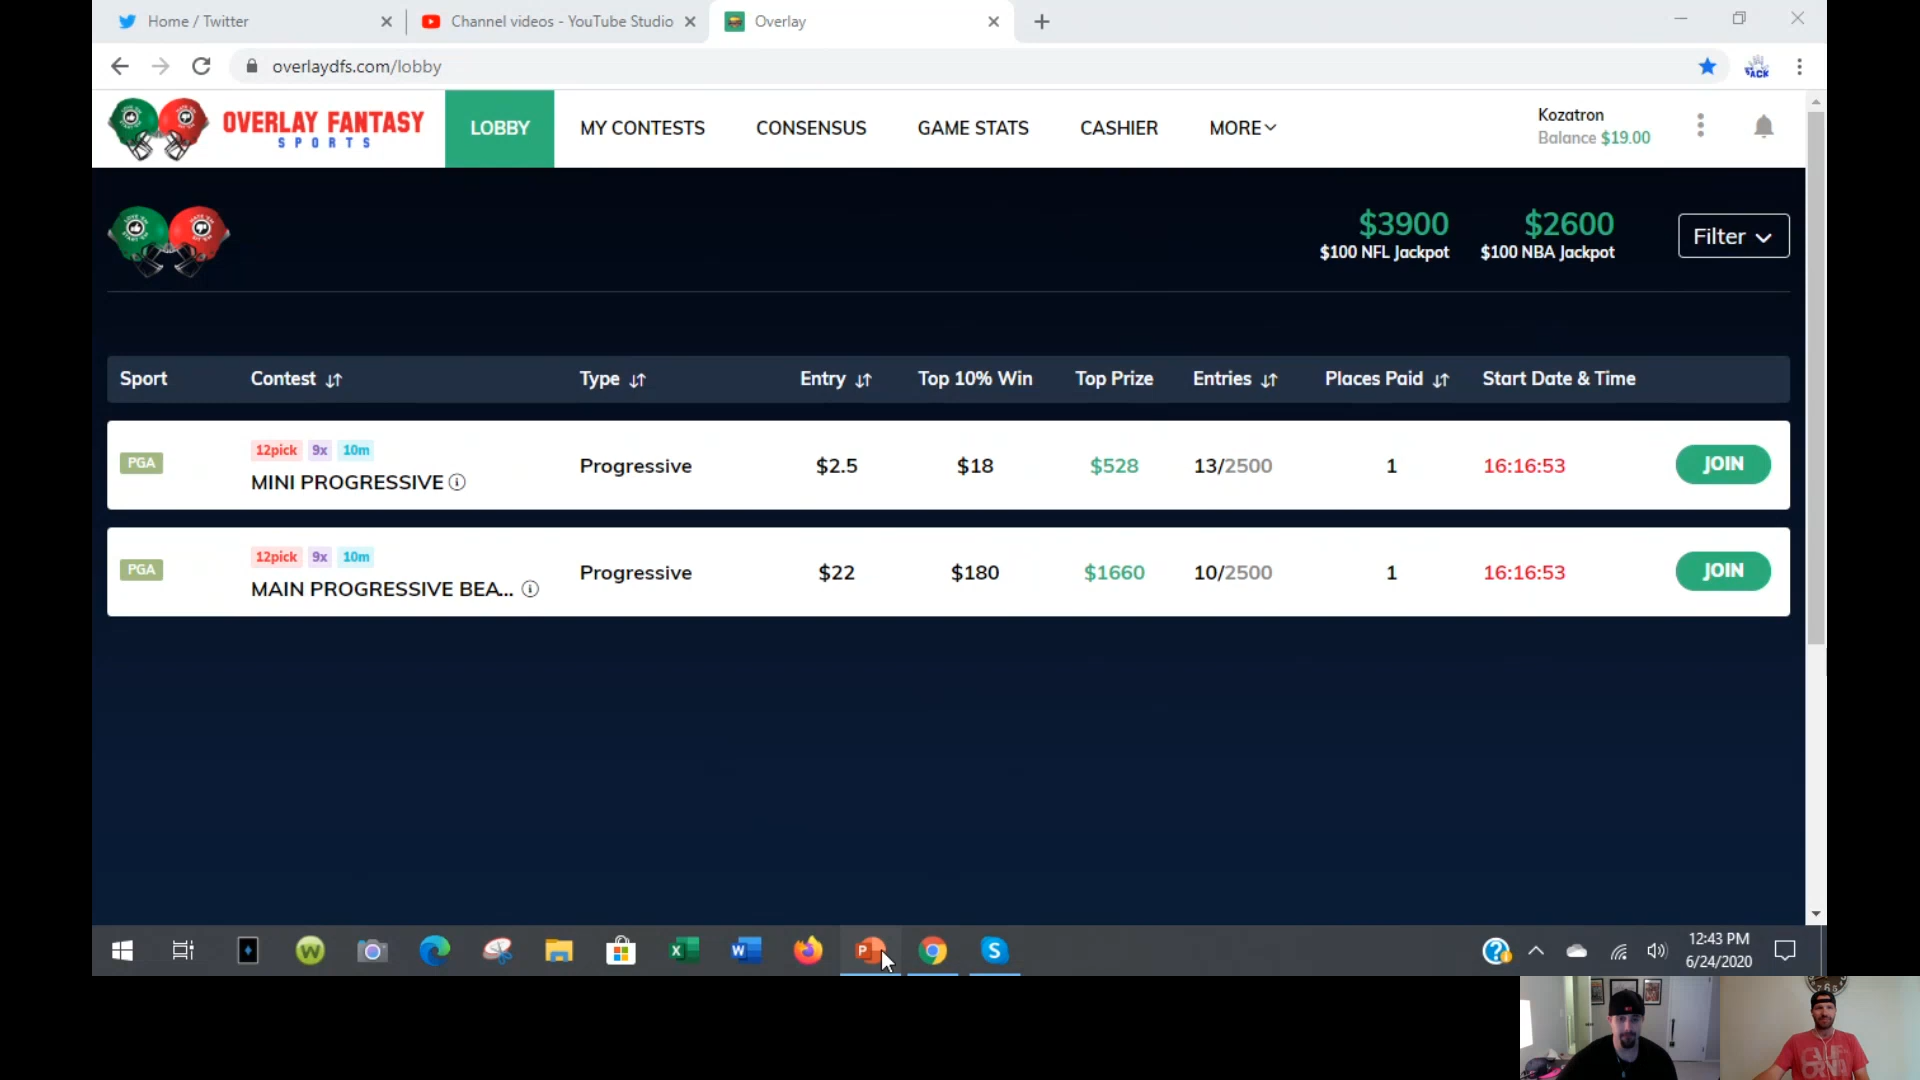 Home / Twitter
Channel videos - YouTube Studio
Overlay
overlaydfs.com/lobby
OVERLAY FANTASY
SPORTS
LOBBY
MY CONTESTS
CONSENSUS
GAME STATS
CASHIER
MORE
Kozatron
Balance $19.00
$3900
$100 NFL Jackpot
$2600
$100 NBA Jackpot
Filter
Sport
Contest
Type
Entry
Top 10% Win
Top Prize
Entries
Places Paid
Start Date & Time
PGA
12pick 9x 10m
MINI PROGRESSIVE
Progressive
$2.5
$18
$528
13/2500
1
16:16:53
JOIN
PGA
12pick 9x 10m
MAIN PROGRESSIVE BEA...
Progressive
$22
$180
$1660
10/2500
1
16:16:53
JOIN
12:43 PM
6/24/2020